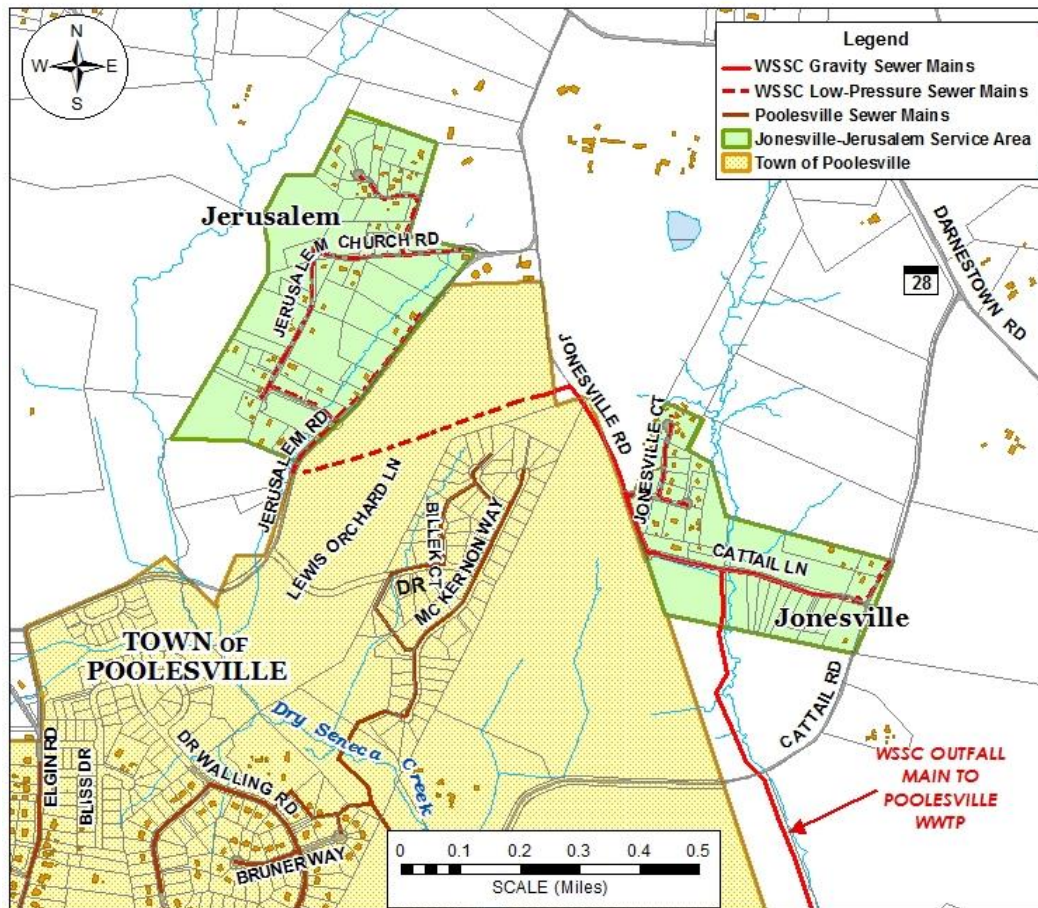 N
W E
S
Legend
WSSC Gravity Sewer Mains
WSSC Low-Pressure Sewer Mains
Poolesville Sewer Mains
Jonesville-Jerusalem Service Area
Town of Poolesville
Jerusalem
JERUSALEM CHURCH RD
DARNESTOWN RD
28
JONESVILLE RD
JONESVILLE CT
JERUSALEM RD
LEWIS ORCHARD LN
BILLEK CT
DR
MC KERNON WAY
CATTAIL LN
Jonesville
TOWN OF
POOLESVILLE
CATTAIL RD
Dry Seneca
Creek
ELGIN RD
BLISS DR
DR WALLING RD
BRUNER WAY
WSSC OUTFALL
MAIN TO
POOLESVILLE
WWTP
0 0.1 0.2 0.3 0.4 0.5
SCALE (Miles)